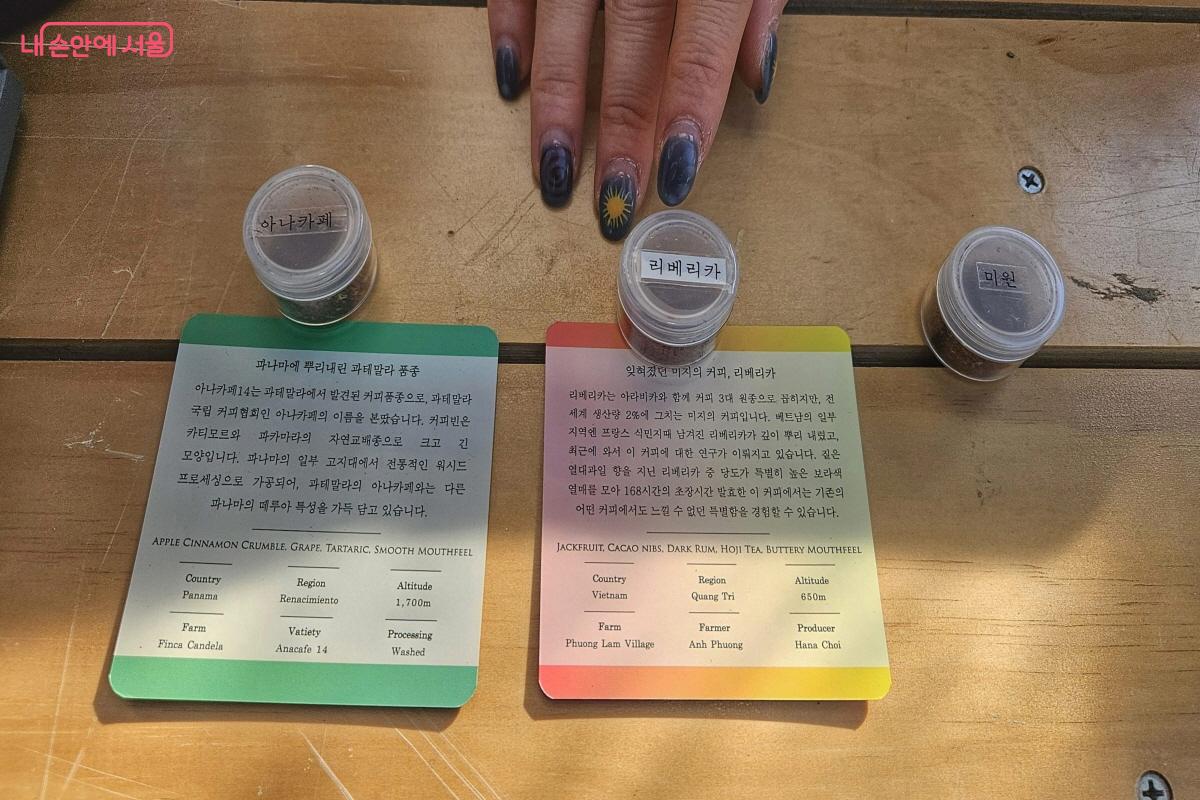 내 손안에 서울
아나카페
리베리카
미원
파나마에 뿌리내린 과테말라 품종
아나카페14는 과테말라에서 발견된 커피품종으로, 과테말라
국립 커피협회인 아나카페의 이름을 본땄습니다. 커피빈은
카티모르와 파카마라의 자연교배종으로 크고 긴
모양입니다. 파나마의 일부 고지대에서 전통적인 워시드
프로세싱으로 가공되어, 과테말라의 아나카페와는 다른
파나마의 떼루아 특성을 가득 담고 있습니다.
APPLE CINNAMON CRUMBLE, GRAPE, TARTARIC, SMOOTH MOUTHFEEL
Country Region Altitude
Panama Renacimiento 1,700m
Farm Vatiety Processing
Finca Candela Anacafe 14 Washed
잊혀졌던 미지의 커피, 리베리카
리베리카는 아라비카와 함께 커피 3대 원종으로 꼽히지만, 전
세계 생산량 2%에 그치는 미지의 커피입니다. 베트남의 일부
지역엔 프랑스 식민지때 남겨진 리베리카가 깊이 뿌리 내렸고,
최근에 와서 이 커피에 대한 연구가 이뤄지고 있습니다. 짙은
열대과일 향을 지닌 리베리카 중 당도가 특별히 높은 보라색
열매를 모아 168시간의 초장시간 발효한 이 커피에서는 기존의
어떤 커피에서도 느낄 수 없던 특별함을 경험할 수 있습니다.
JACKFRUIT, CACAO NIBS, DARK RUM, HOJI TEA, BUTTERY MOUTHFEEL
Country Region Altitude
Vietnam Quang Tri 650m
Farm Farmer Producer
Phuong Lam Village Anh Phuong Hana Choi